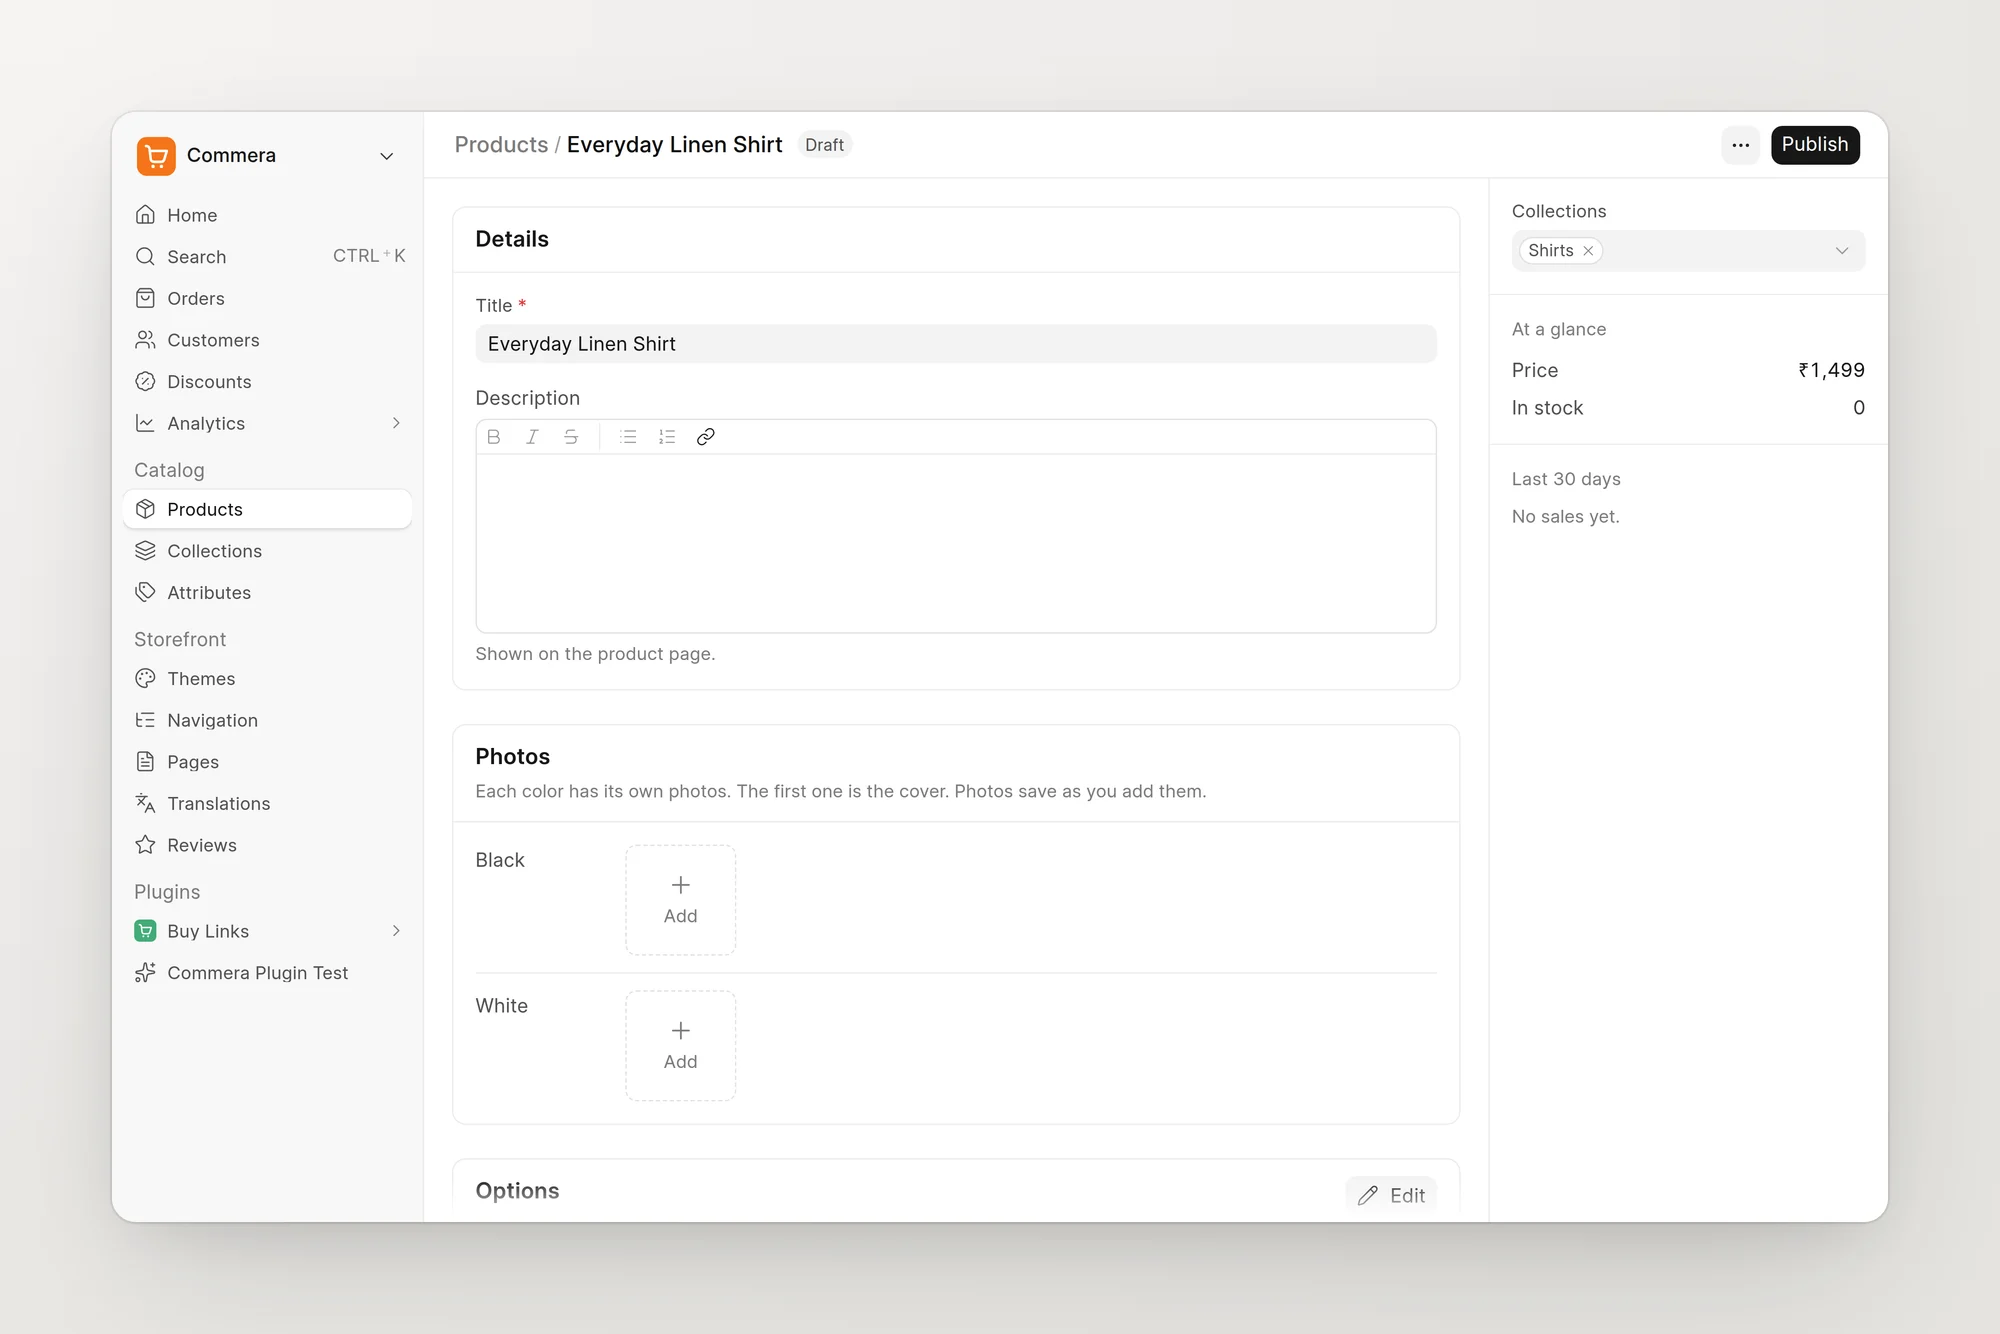 Commera
Home
Search CTRL + K
Orders
Customers
Discounts
Analytics
Catalog
Products
Collections
Attributes
Storefront
Themes
Navigation
Pages
Translations
Reviews
Plugins
Buy Links
Commera Plugin Test
Products / Everyday Linen Shirt Draft
Publish
Details
Title *
Everyday Linen Shirt
Description
B I S
Shown on the product page.
Photos
Each color has its own photos. The first one is the cover. Photos save as you add them.
Black
Add
White
Add
Options
Edit
Collections
Shirts
At a glance
Price ₹1,499
In stock 0
Last 30 days
No sales yet.